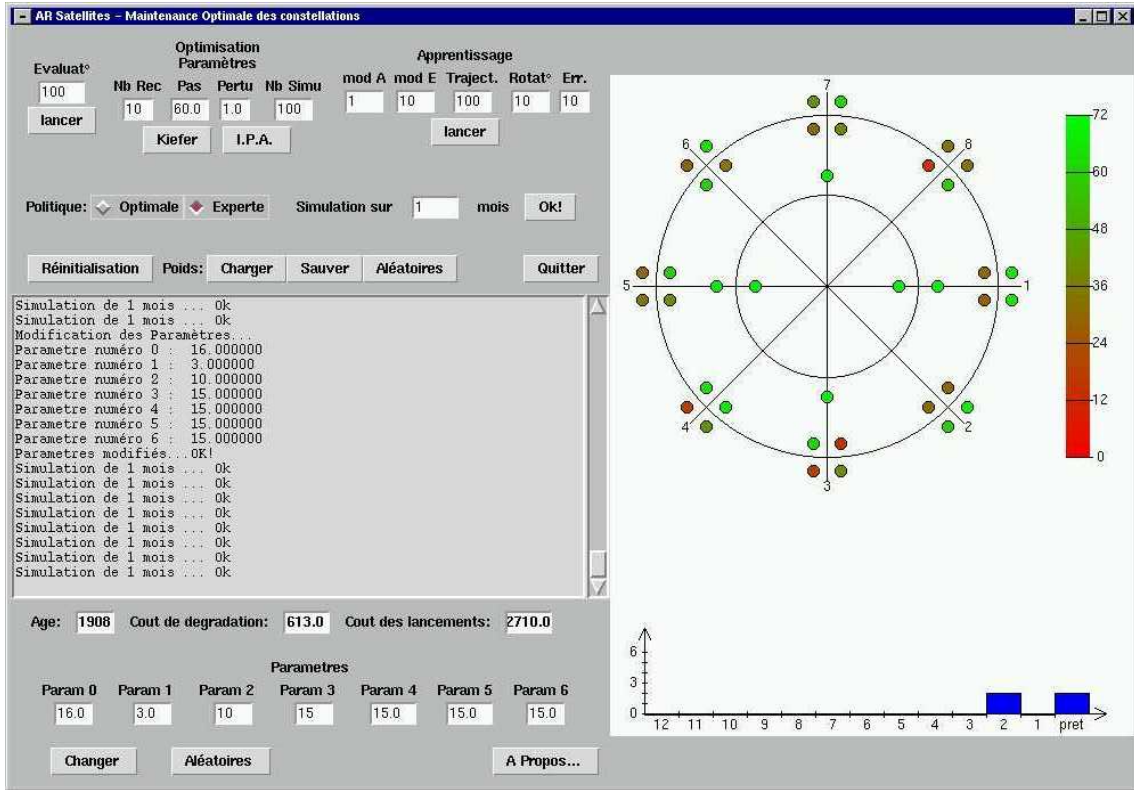 AR Satellites – Maintenance Optimale des constellations
Evaluat°
100
lancer
Optimisation
Paramètres
Nb Rec Pas Pertu Nb Simu
10 60.0 1.0 100
Kiefer I.P.A.
Apprentissage
mod A mod E Traject. Rotat° Err.
1 10 100 10 10
lancer
Politique: Optimale Experte Simulation sur 1 mois Ok!
Réinitialisation Poids: Charger Sauver Aléatoires Quitter
Simulation de 1 mois ... Ok
Simulation de 1 mois ... Ok
Modification des Paramètres...
Parametre numéro 0 : 16.000000
Parametre numéro 1 : 3.000000
Parametre numéro 2 : 10.000000
Parametre numéro 3 : 15.000000
Parametre numéro 4 : 15.000000
Parametre numéro 5 : 15.000000
Parametre numéro 6 : 15.000000
Parametres modifiés...OK!
Simulation de 1 mois ... Ok
Simulation de 1 mois ... Ok
Simulation de 1 mois ... Ok
Simulation de 1 mois ... Ok
Simulation de 1 mois ... Ok
Simulation de 1 mois ... Ok
Simulation de 1 mois ... Ok
Simulation de 1 mois ... Ok
Age: 1908 Cout de degradation: 613.0 Cout des lancements: 2710.0
Parametres
Param 0 Param 1 Param 2 Param 3 Param 4 Param 5 Param 6
16.0 3.0 10 15 15.0 15.0 15.0
Changer Aléatoires A Propos...
7
6 8
5 1
4 2
3
72
60
48
36
24
12
0
6
3
0
12 11 10 9 8 7 6 5 4 3 2 1 pret